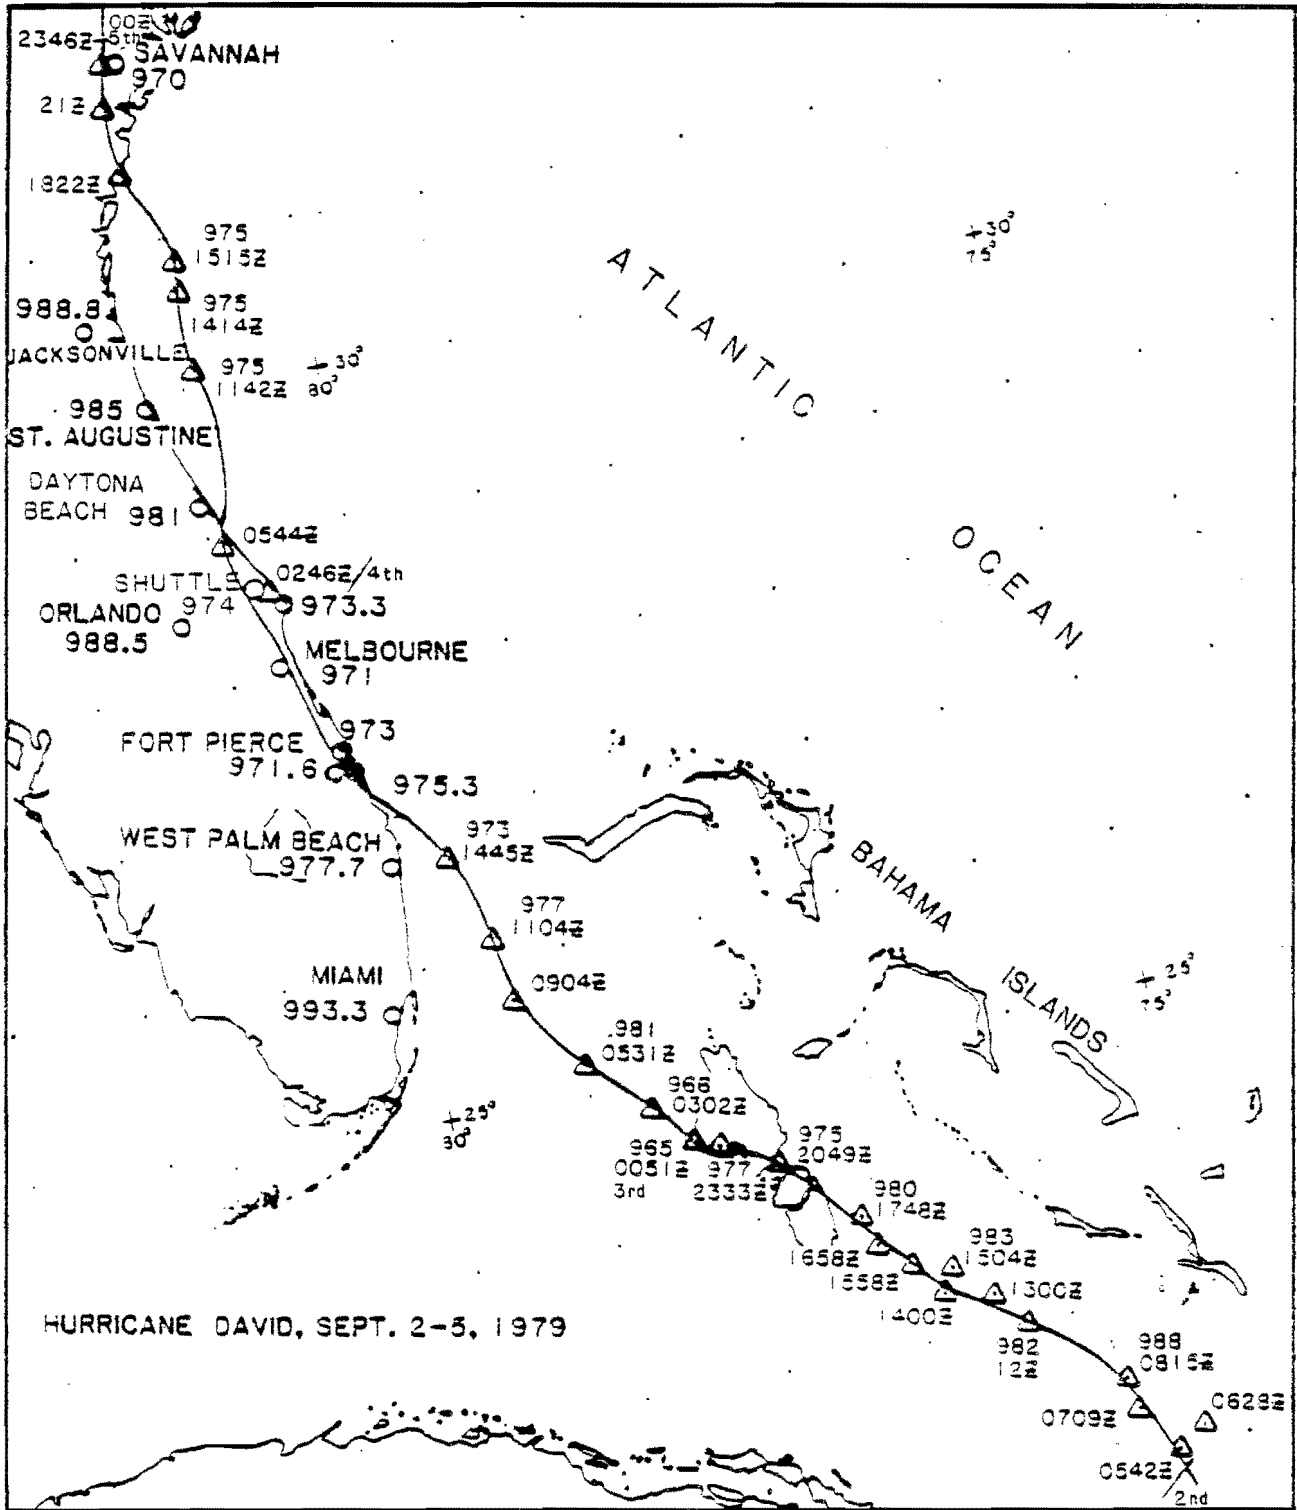 00Z
5th
2346Z
SAVANNAH
970
21Z
1822Z
975
1515Z
975
1414Z
988.8
JACKSONVILLE
975
1142Z
+30°
80°
+30°
75°
ATLANTIC
OCEAN
985
ST. AUGUSTINE
DAYTONA
BEACH 981
0544Z
SHUTTLE
974
0246Z/4th
973.3
ORLANDO
988.5
MELBOURNE
971
973
FORT PIERCE
971.6
975.3
WEST PALM BEACH
977.7
973
1445Z
BAHAMA
ISLANDS
977
1104Z
MIAMI
993.3
0904Z
+25°
75°
981
0531Z
966
0302Z
+25°
80°
965
0051Z
3rd
977
2333Z
975
2049Z
980
1748Z
1658Z
1558Z
983
1504Z
1400Z
1300Z
982
12Z
988
0815Z
0709Z
0628Z
0542Z
2nd
HURRICANE DAVID, SEPT. 2-5, 1979